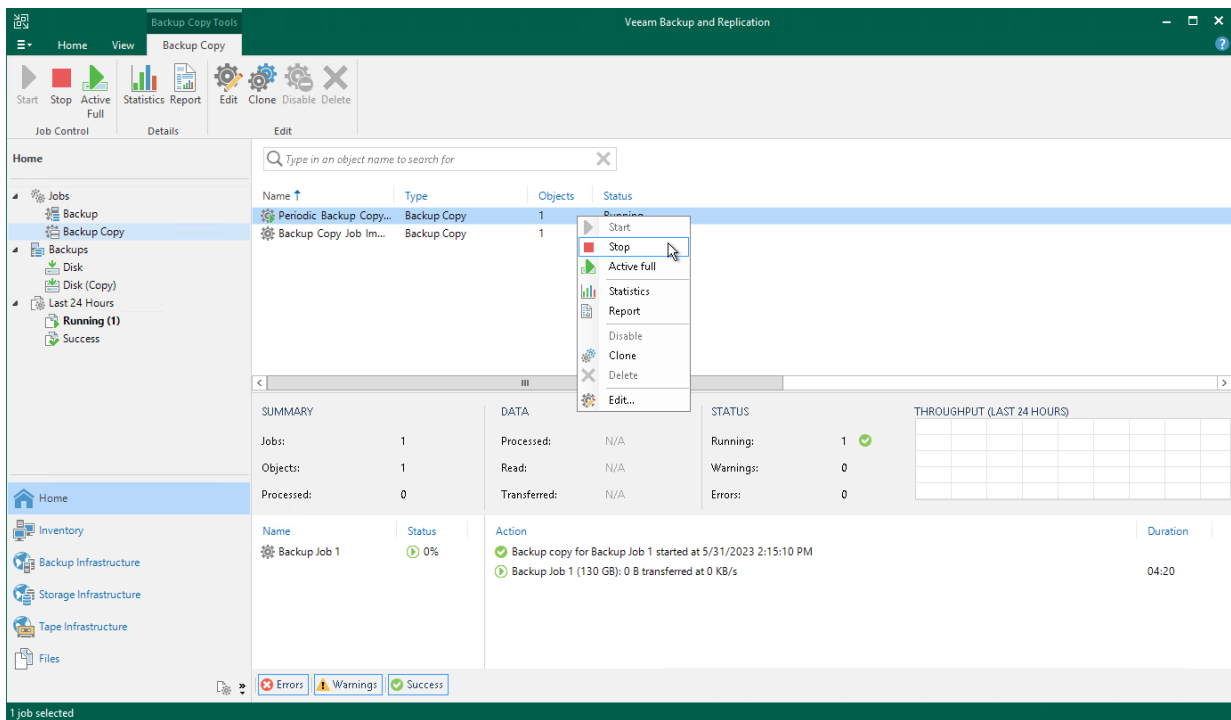 Backup Copy Tools
Veeam Backup and Replication
Home View Backup Copy
Start Stop Active Full Statistics Report Edit Clone Disable Delete
Job Control Details Edit
Home
Type in an object name to search for
Jobs
Backup
Backup Copy
Backups
Disk
Disk (Copy)
Last 24 Hours
Running (1)
Success
Name Type Objects Status
Periodic Backup Copy... Backup Copy 1 Running
Backup Copy Job Im... Backup Copy 1
Start
Stop
Active full
Statistics
Report
Disable
Clone
Delete
Edit...
SUMMARY DATA STATUS THROUGHPUT (LAST 24 HOURS)
Jobs: 1 Processed: N/A Running: 1
Objects: 1 Read: N/A Warnings: 0
Processed: 0 Transferred: N/A Errors: 0
Home
Inventory
Backup Infrastructure
Storage Infrastructure
Tape Infrastructure
Files
Name Status Action Duration
Backup Job 1 0% Backup copy for Backup Job 1 started at 5/31/2023 2:15:10 PM
Backup Job 1 (130 GB): 0 B transferred at 0 KB/s 04:20
Errors Warnings Success
1 job selected